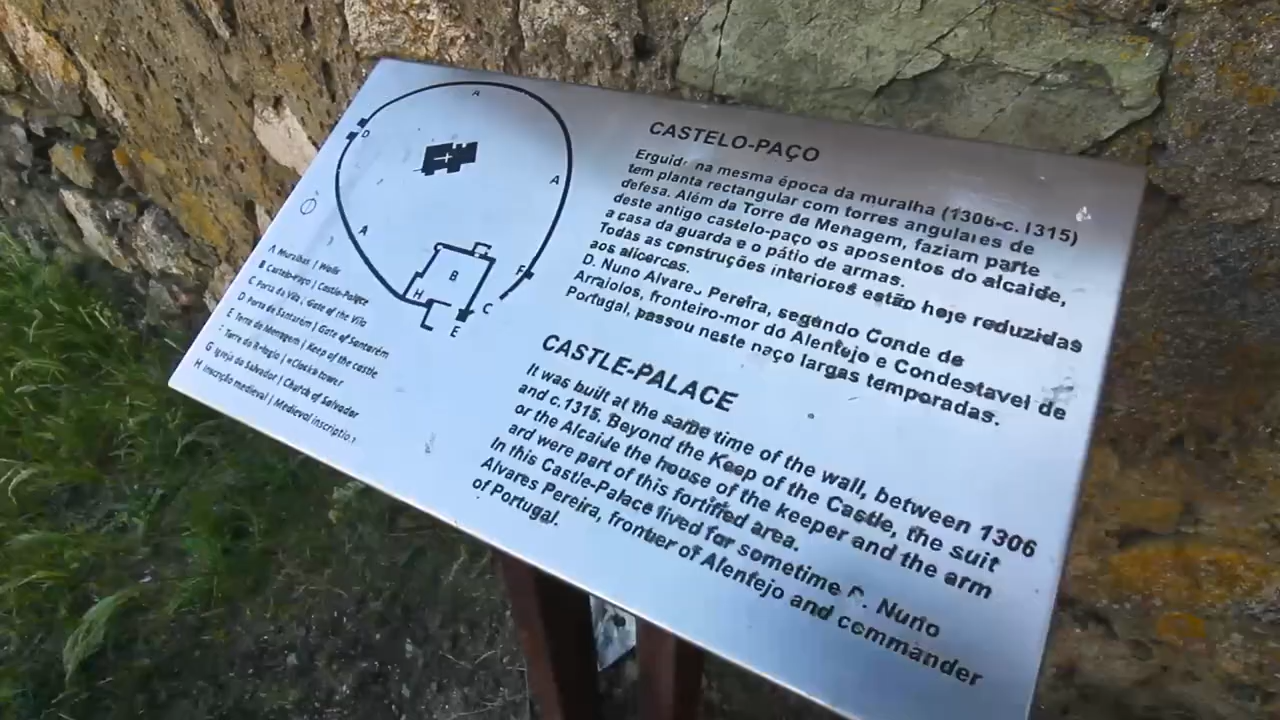 CASTELO-PAÇO
Erguid na mesma época da muralha (1306-c. 1315)
tem planta rectangular com torres angulares de
defesa. Além da Torre de Menagem, faziam parte
deste antigo castelo-paço os aposentos do alcaide,
a casa da guarda e o pátio de armas.
Todas as construções interiores estão hoje reduzidas
aos alicerces.
D. Nuno Alvare Pereira, segundo Conde de
Arraiolos, fronteiro-mor do Alentejo e Condestavel de
Portugal, passou neste paço largas temporadas.
CASTLE-PALACE
It was built at the same time of the wall, between 1306
and c.1315. Beyond the Keep of the Castle, the suit
or the Alcaide the house of the keeper and the arm
ard were part of this fortified area.
In this Castle-Palace lived for sometime D. Nuno
Alvares Pereira, frontuer of Alentejo and commander
of Portugal.
A
D
A
A
B
F
H
C
E
A Muralhas | Walls
B Castelo-Paço | Castle-Palace
C Porta da Vila | Gate of the Vila
D Porta de Santarém | Gate of Santarém
E Torre de Menagem | Keep of the castle
Torre do Relogio | «Clock» tower
G Igreja do Salvador | Church of Salvador
H Inscrição medieval | Medieval inscription